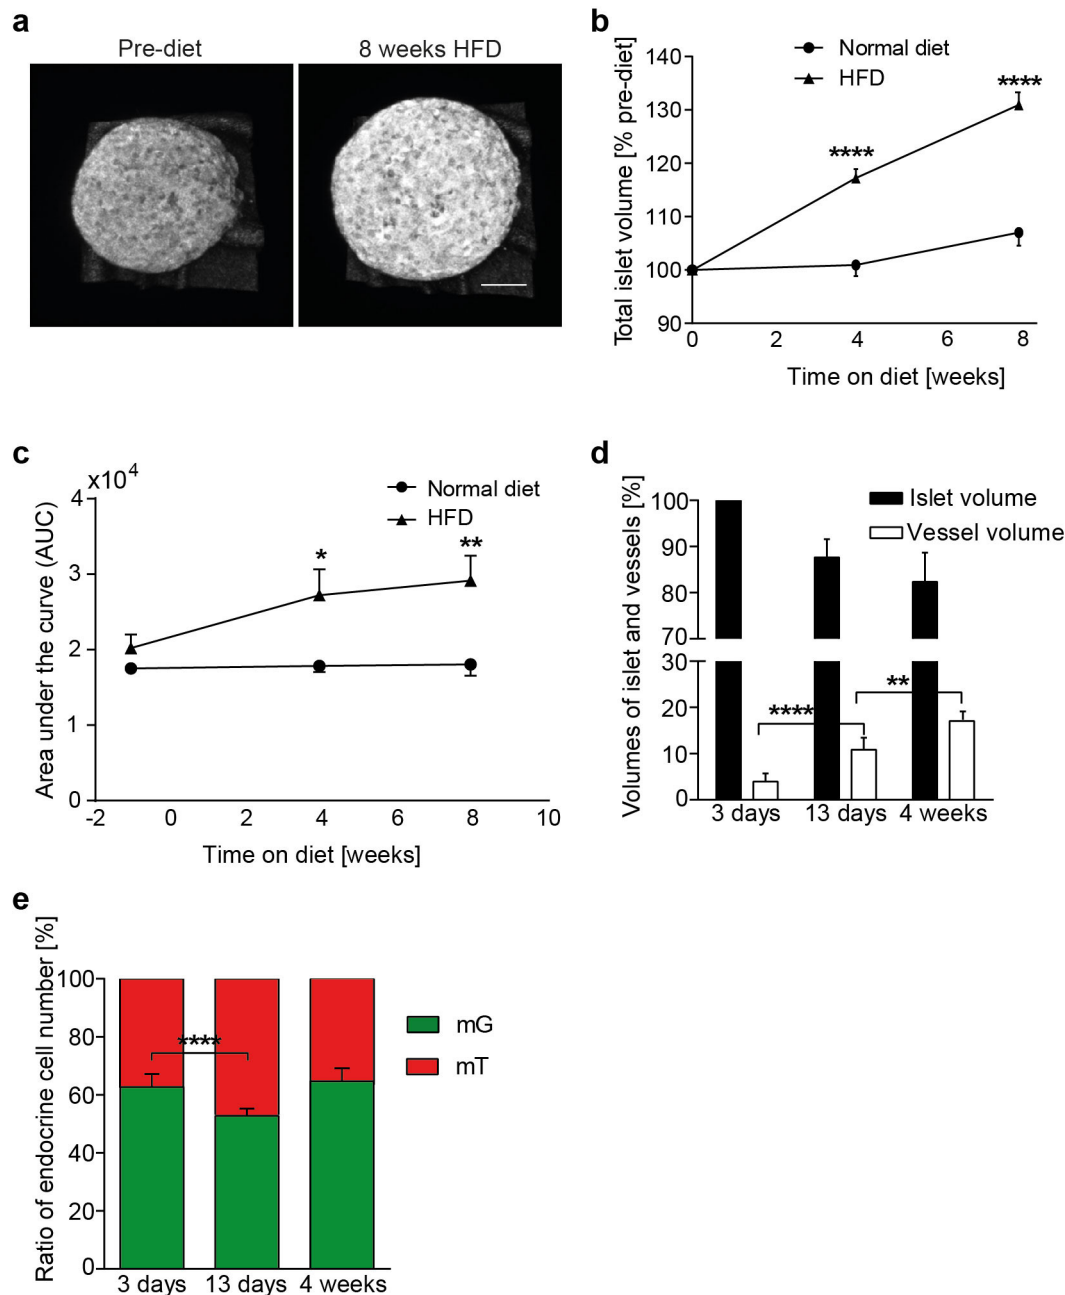 a
Pre-diet
8 weeks HFD
b
Normal diet
HFD
Total islet volume [% pre-diet]
140
130
120
110
100
90
****
****
0 2 4 6 8
Time on diet [weeks]
c
x10⁴
Normal diet
HFD
Area under the curve (AUC)
4
3
2
1
0
*
**
-2 0 2 4 6 8 10
Time on diet [weeks]
d
Islet volume
Vessel volume
Volumes of islet and vessels [%]
100
90
80
70
30
20
10
0
****
**
3 days 13 days 4 weeks
e
Ratio of endocrine cell number [%]
100
80
60
40
20
0
****
mG
mT
3 days 13 days 4 weeks